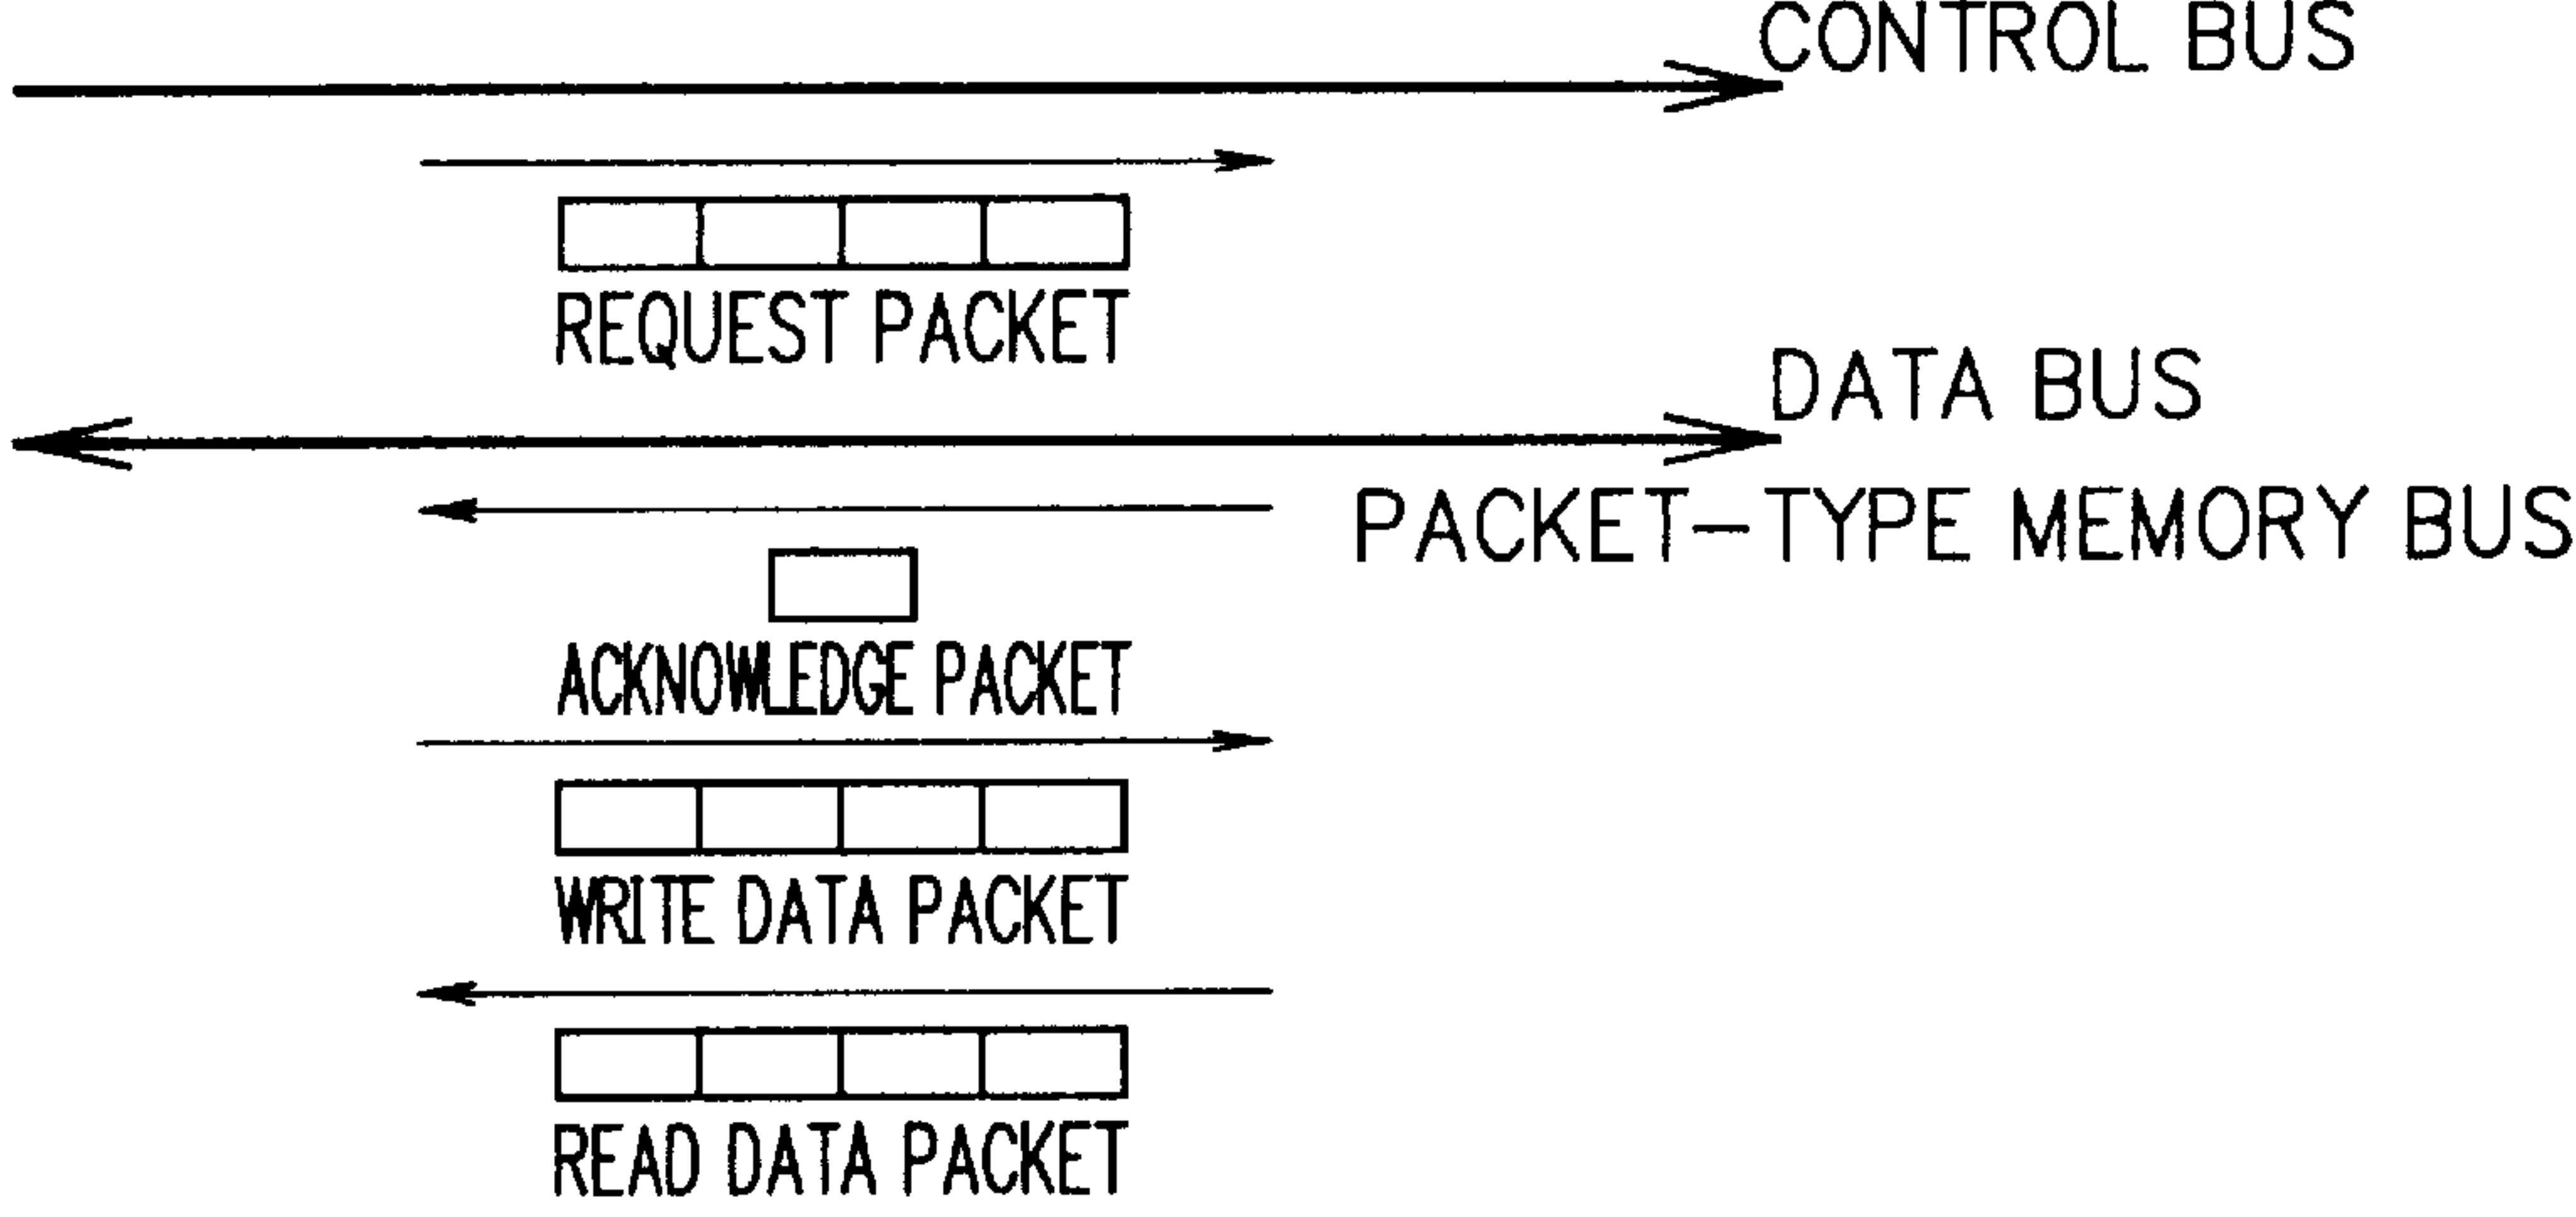 CONTROL BUS
REQUEST PACKET
DATA BUS
PACKET-TYPE MEMORY BUS
ACKNOWLEDGE PACKET
WRITE DATA PACKET
READ DATA PACKET